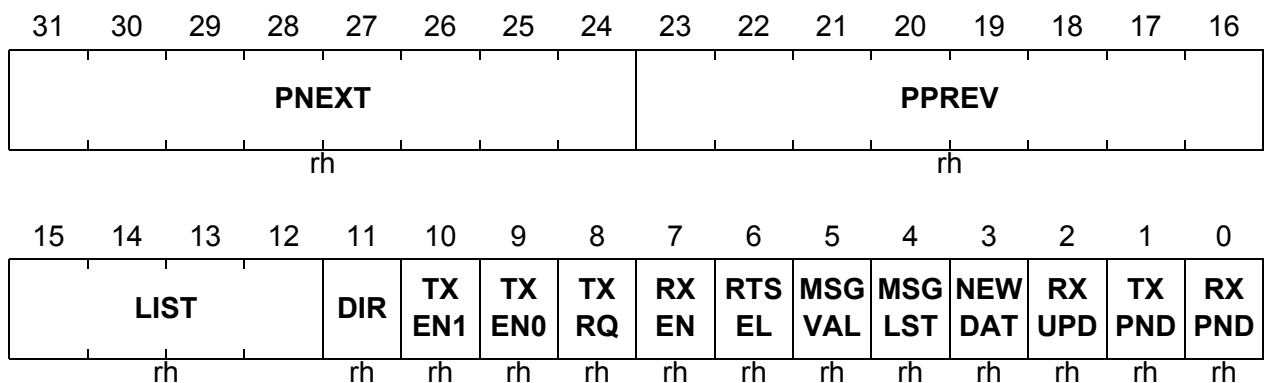 31 30 29 28 27 26 25 24 23 22 21 20 19 18 17 16
PNEXT PPREV
rh rh
15 14 13 12 11 10 9 8 7 6 5 4 3 2 1 0
LIST DIR TX EN1 TX EN0 TX RQ RX EN RTS EL MSG VAL MSG LST NEW DAT RX UPD TX PND RX PND
rh rh rh rh rh rh rh rh rh rh rh rh rh